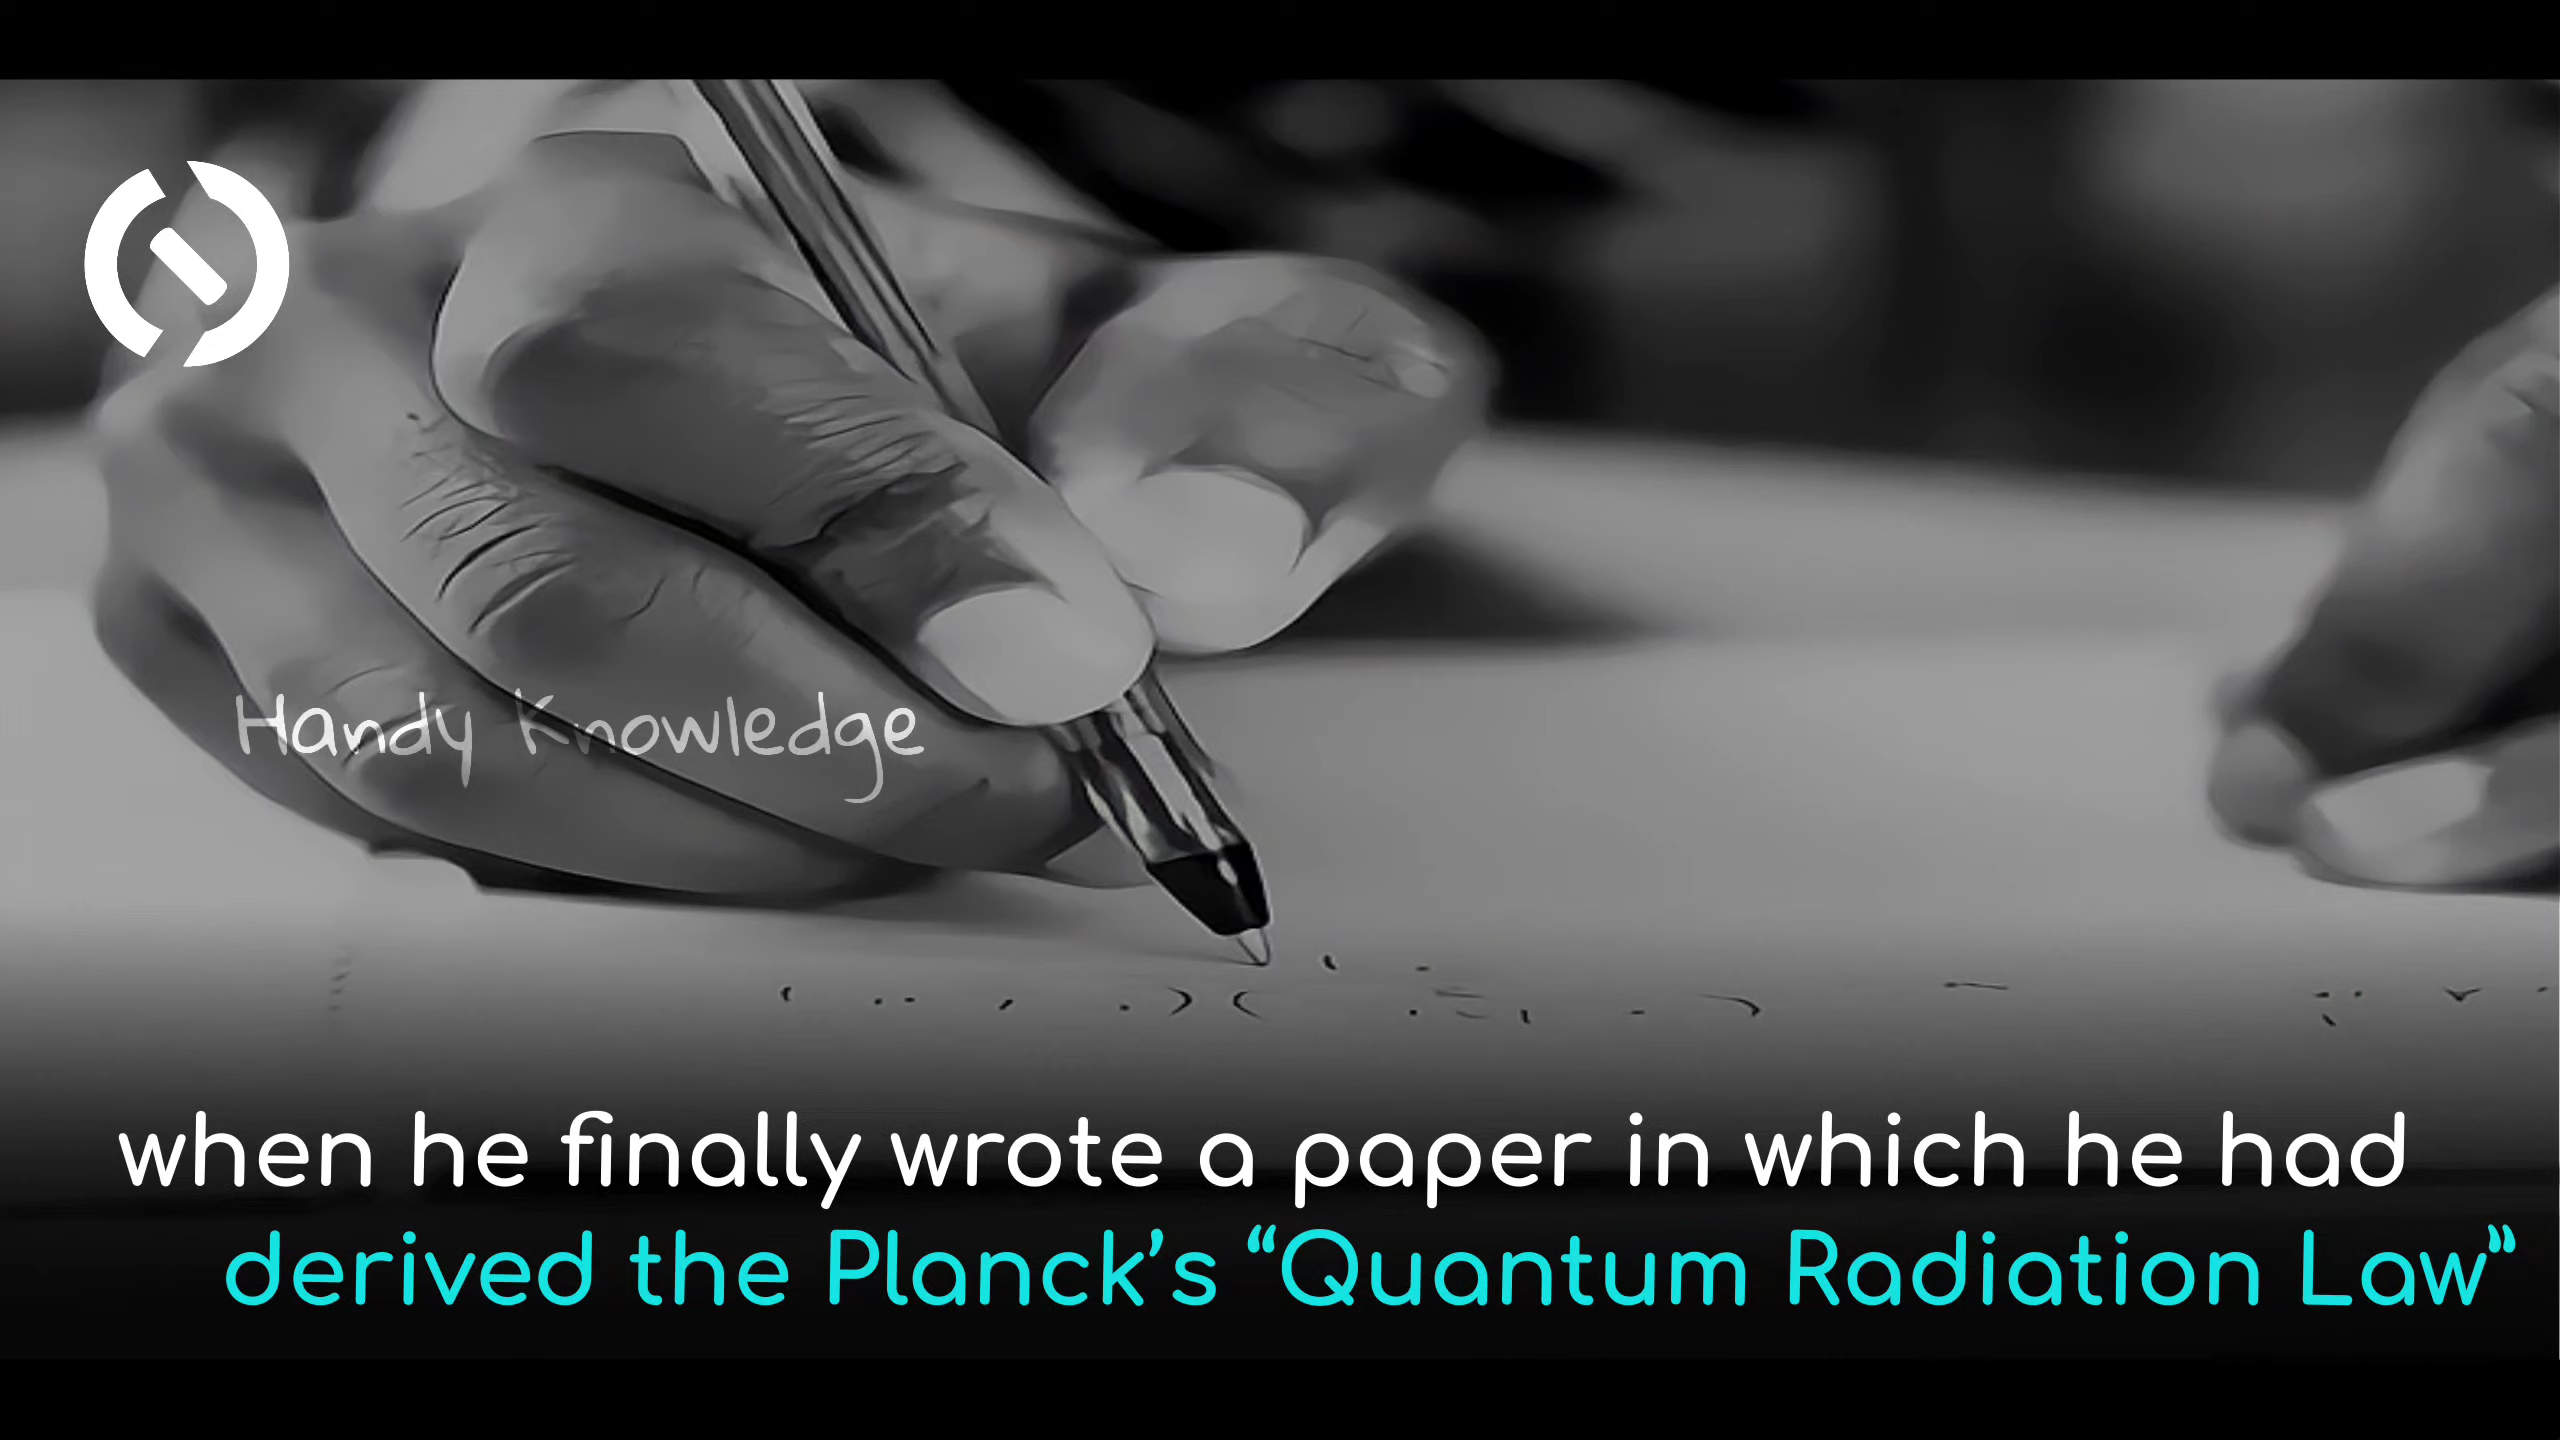 Handy Knowledge
when he finally wrote a paper in which he had
derived the Planck’s “Quantum Radiation Law”